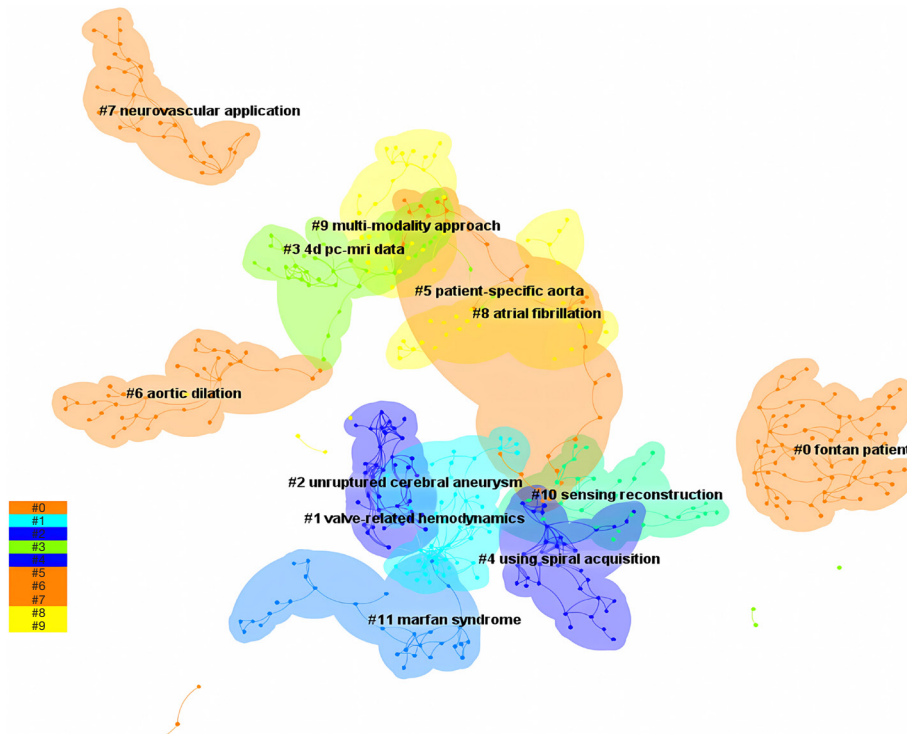 #7 neurovascular application
#9 multi-modality approach
#3 4d pc-mri data
#5 patient-specific aorta
#8 atrial fibrillation
#6 aortic dilation
#0 fontan patient
#2 unruptured cerebral aneurysm
#10 sensing reconstruction
#1 valve-related hemodynamics
#4 using spiral acquisition
#11 marfan syndrome
#0
#1
#3
#5
#6
#7
#8
#9